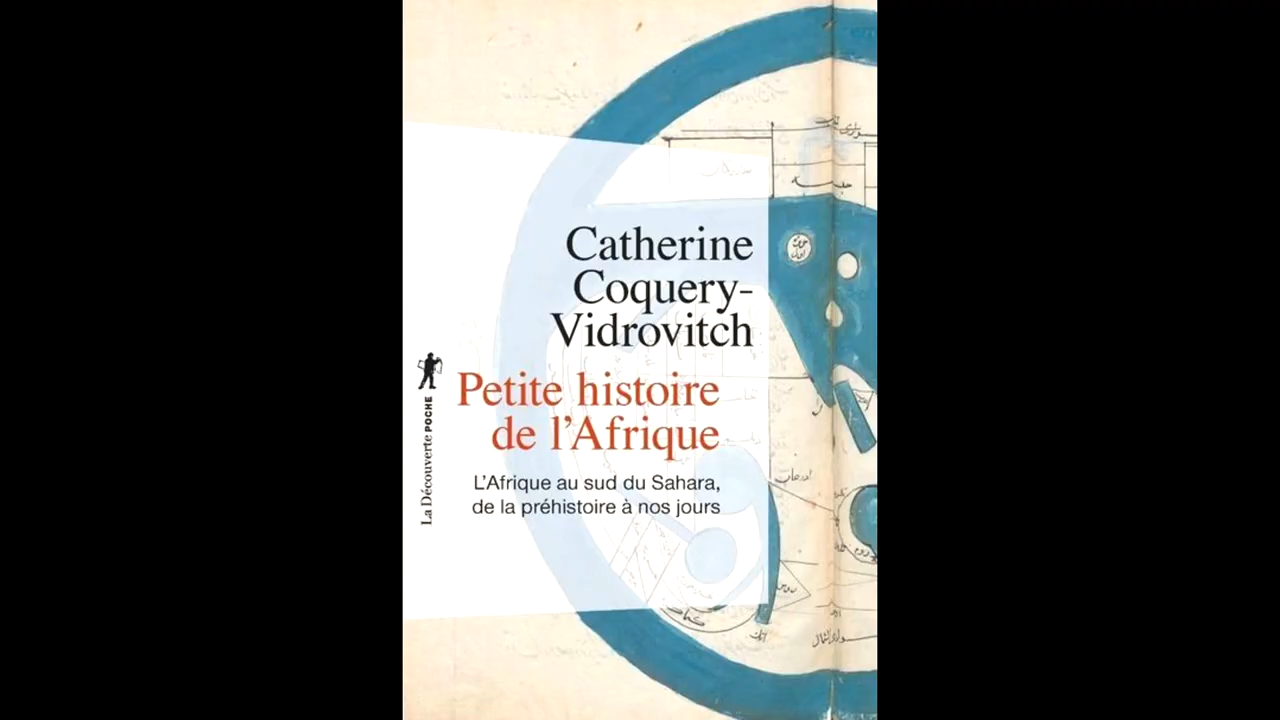 Catherine
Coquery-
Vidrovitch
Petite histoire
de l'Afrique
L'Afrique au sud du Sahara,
de la préhistoire à nos jours
La Découverte POCHE